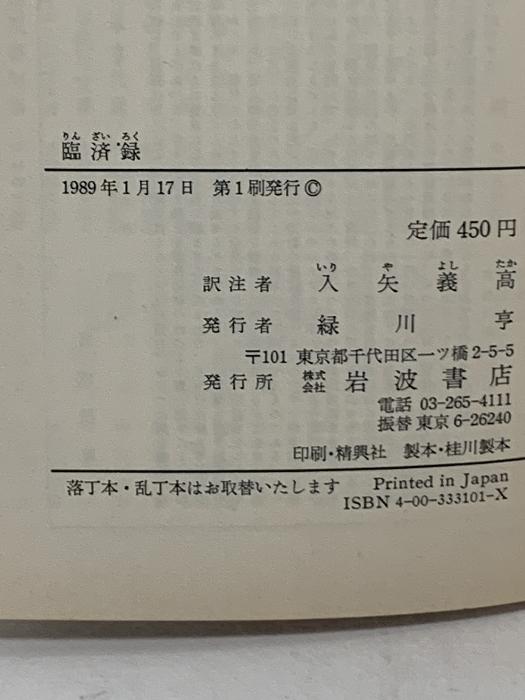 りんざいろく
臨済録
1989年1月17日 第1刷発行©
定価450円
いりやよしたか
訳注者 入矢義高
発行者 緑川亨
〒101 東京都千代田区一ツ橋2-5-5
発行所 株式会社 岩波書店
電話 03-265-4111
振替 東京 6-26240
印刷・精興社 製本・桂川製本
落丁本・乱丁本はお取替いたします Printed in Japan
ISBN 4-00-333101-X